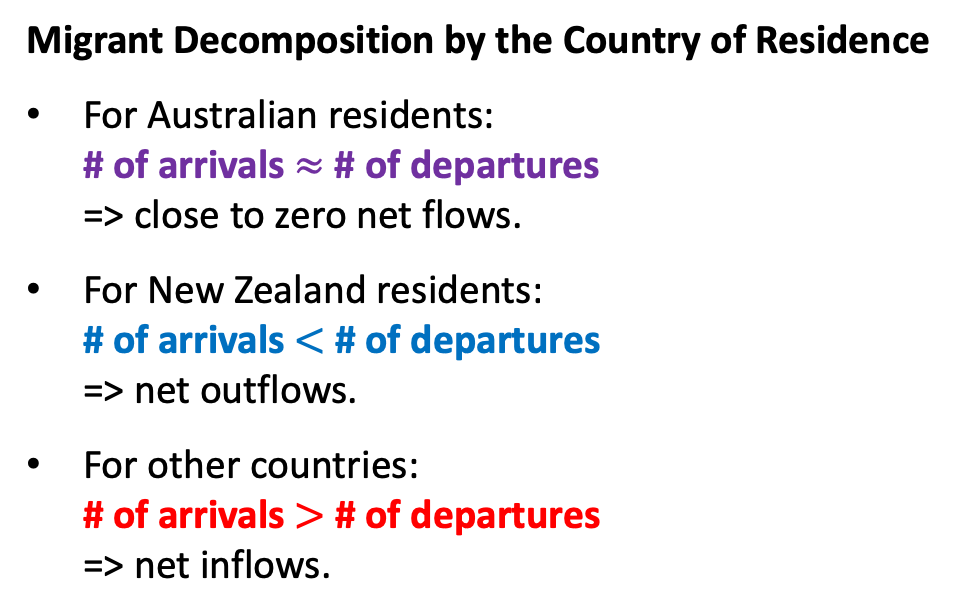 Migrant Decomposition by the Country of Residence
• For Australian residents:
# of arrivals ≈ # of departures
=> close to zero net flows.
• For New Zealand residents:
# of arrivals < # of departures
=> net outflows.
• For other countries:
# of arrivals > # of departures
=> net inflows.